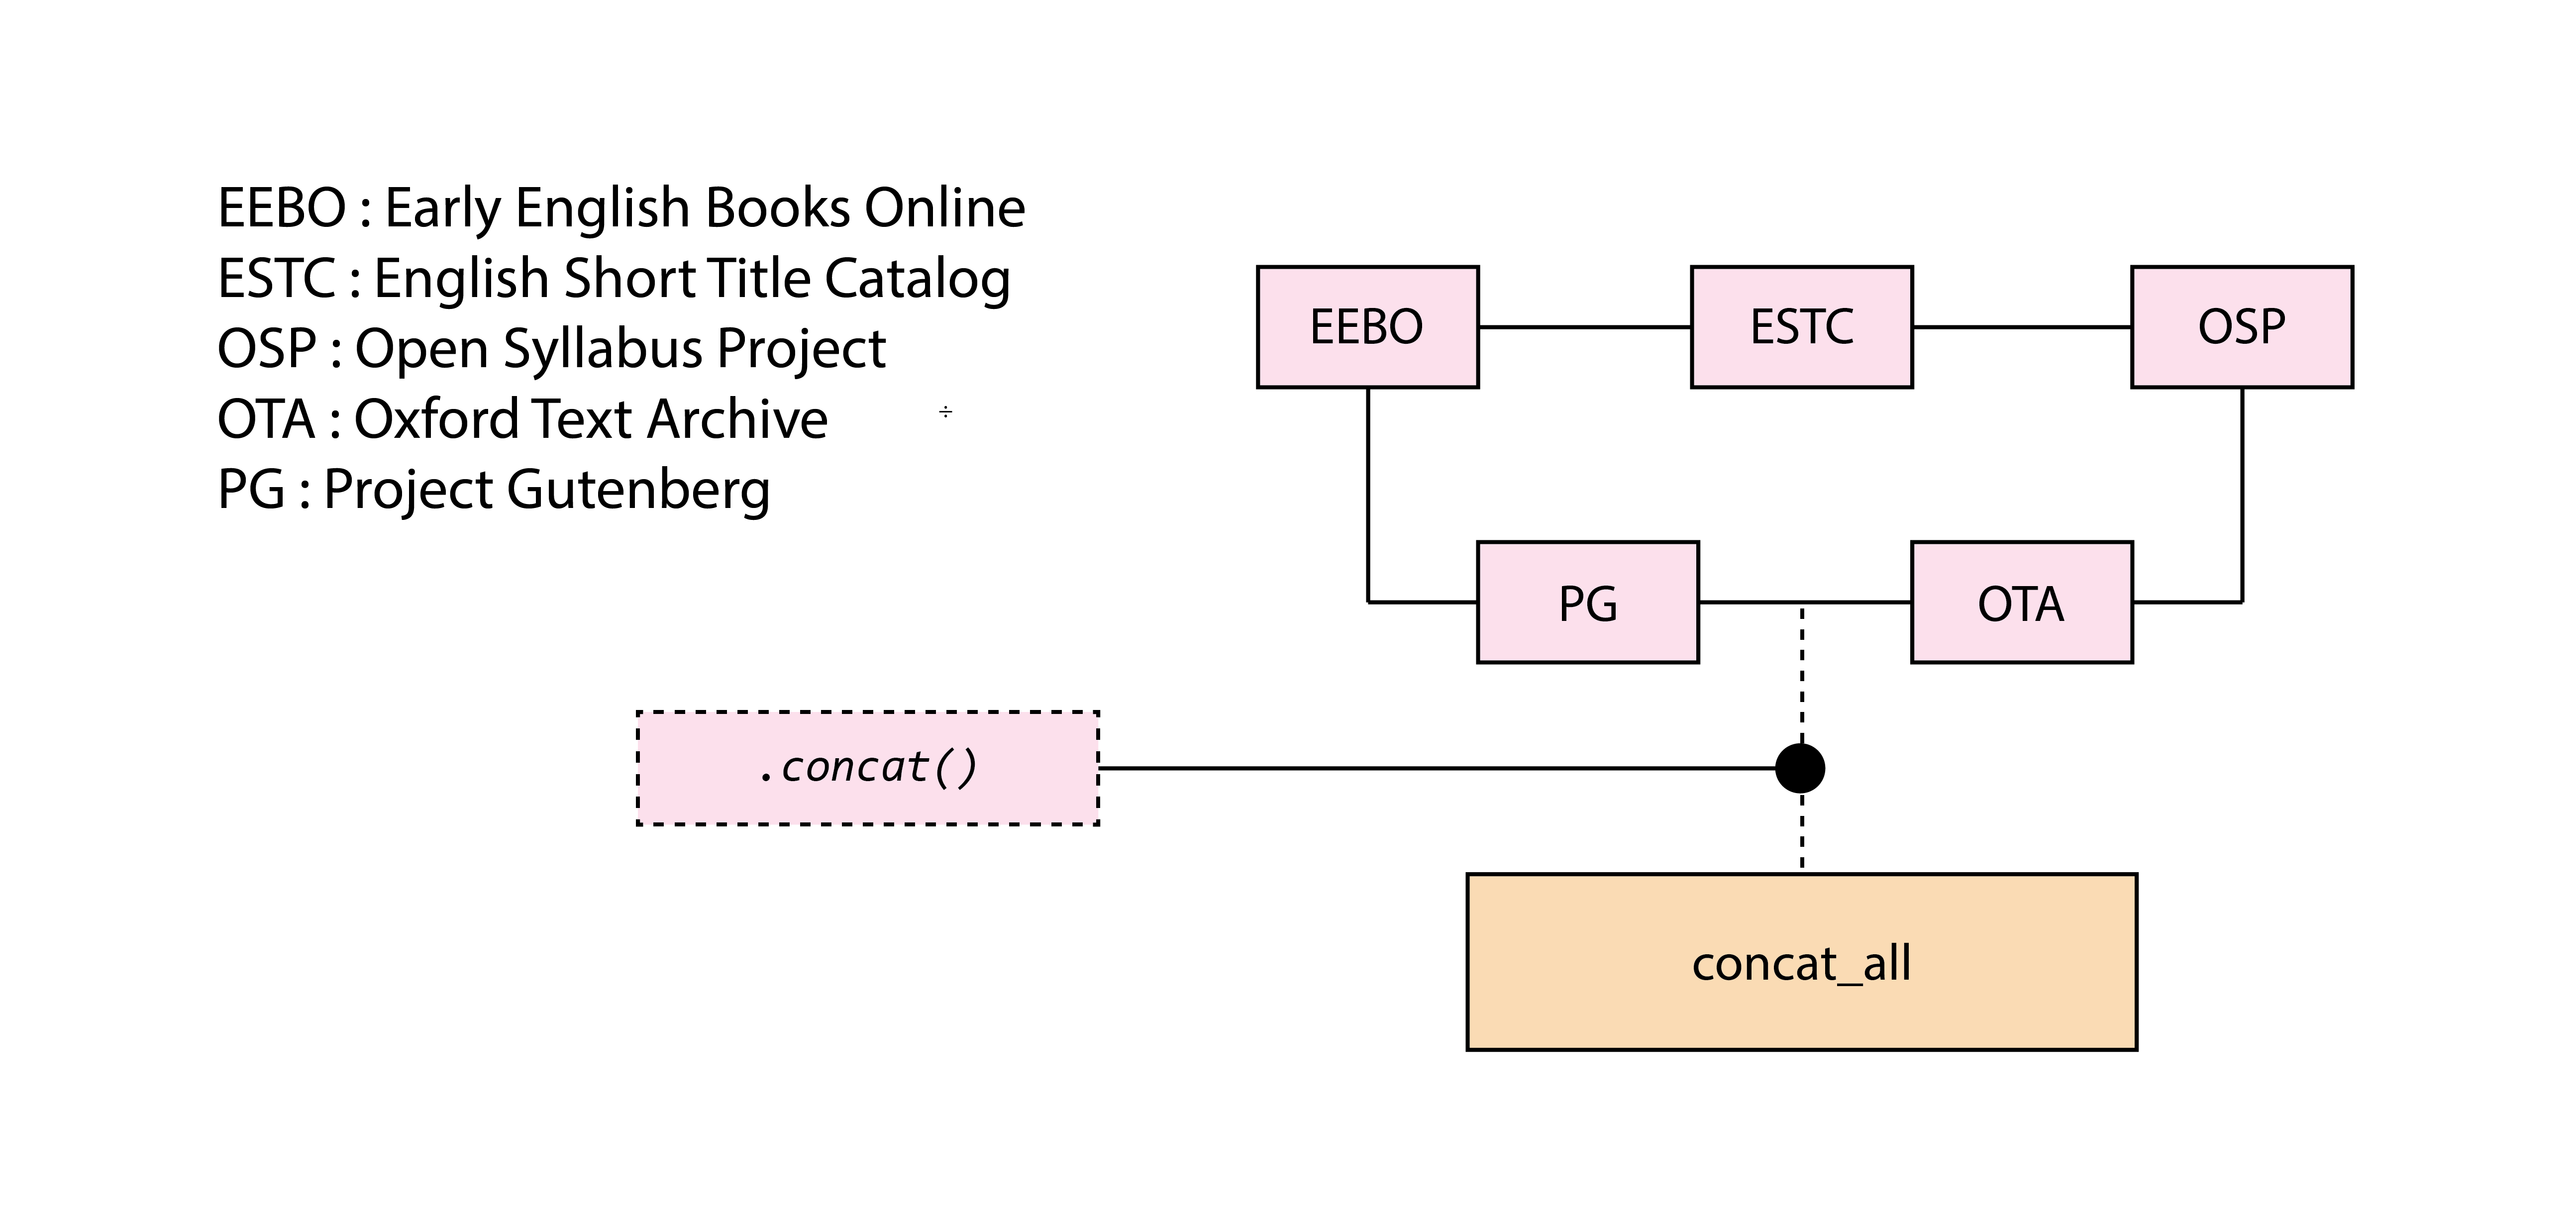 EEBO : Early English Books Online
ESTC : English Short Title Catalog
OSP : Open Syllabus Project
OTA : Oxford Text Archive ÷
PG : Project Gutenberg
EEBO ESTC OSP
PG OTA
.concat()
concat_all